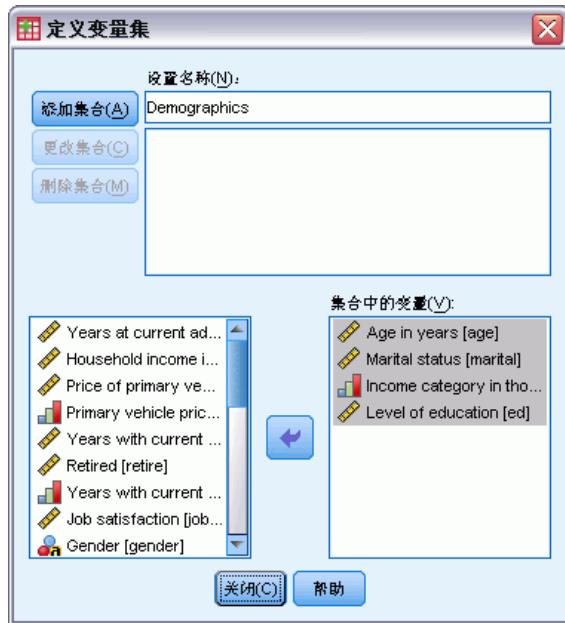 定义变量集
设置名称(N):
添加集合(A)
Demographics
更改集合(C)
删除集合(M)
集合中的变量(V):
Years at current ad...
Household income i...
Price of primary ve...
Primary vehicle pric...
Years with current ...
Retired [retire]
Years with current ...
Job satisfaction [job...
Gender [gender]
Age in years [age]
Marital status [marital]
Income category in tho...
Level of education [ed]
关闭(C)
帮助